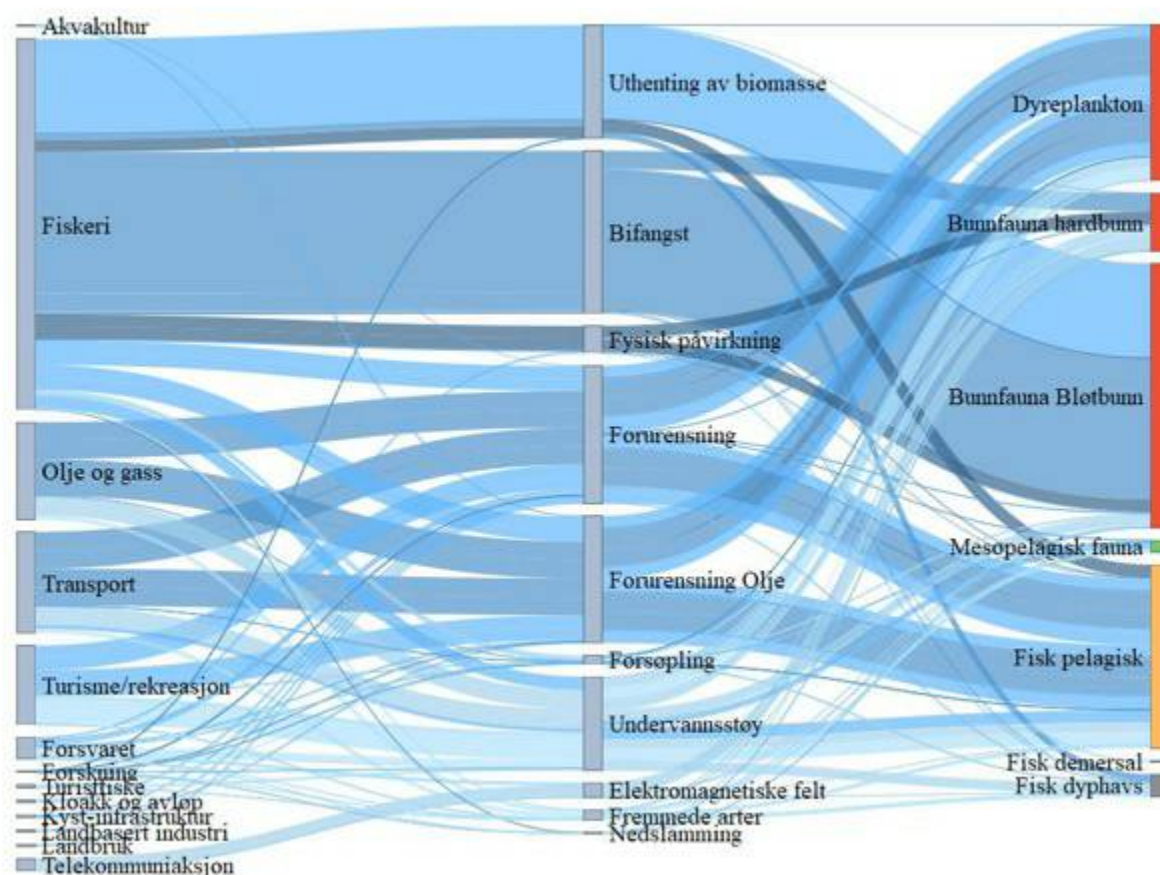 Akvakultur
Fiskeri
Olje og gass
Transport
Turisme/rekreasjon
Forsvaret
Forskning
Turistfiske
Kloakk og avløp
Kyst-infrastruktur
Landbasert industri
Landbruk
Telekommuniaksjon
Uthenting av biomasse
Bifangst
Fysisk påvirkning
Forurensning
Forurensning Olje
Forsøpling
Undervannsstøy
Elektromagnetiske felt
Fremmede arter
Nedslamming
Dyreplankton
Bunnfauna hardbunn
Bunnfauna Bløtbunn
Mesopelagisk fauna
Fisk pelagisk
Fisk demersal
Fisk dyphavs